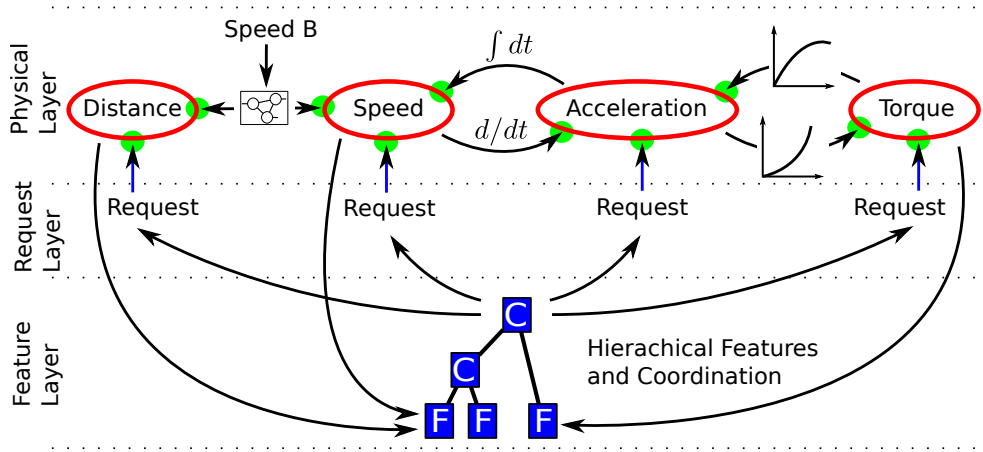 Physical
Layer
Speed B
Distance
Speed
∫ dt
d/dt
Acceleration
Torque
Request
Layer
Request
Request
Request
Request
Feature
Layer
C
C
F
F
F
Hierachical Features
and Coordination